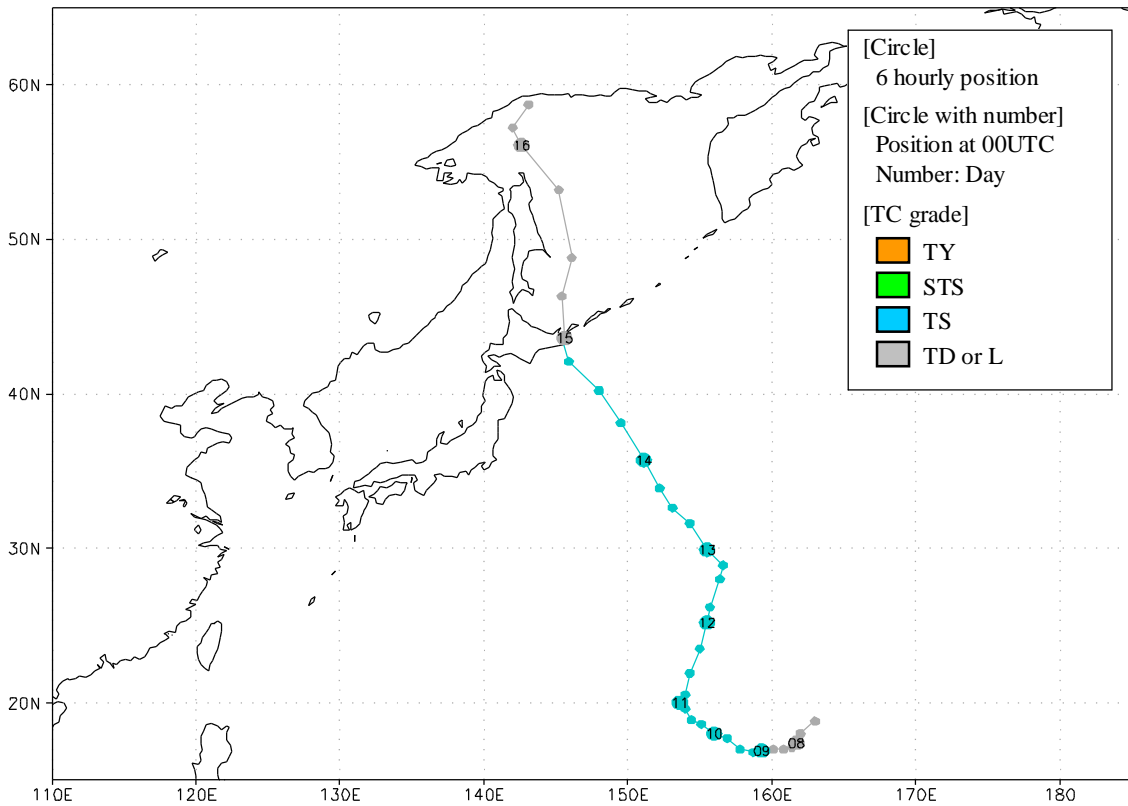 [Circle]
6 hourly position
[Circle with number]
Position at 00UTC
Number: Day
[TC grade]
TY
STS
TS
TD or L
60N
50N
40N
30N
20N
16
15
14
13
12
11
10
09
08
110E
120E
130E
140E
150E
160E
170E
180